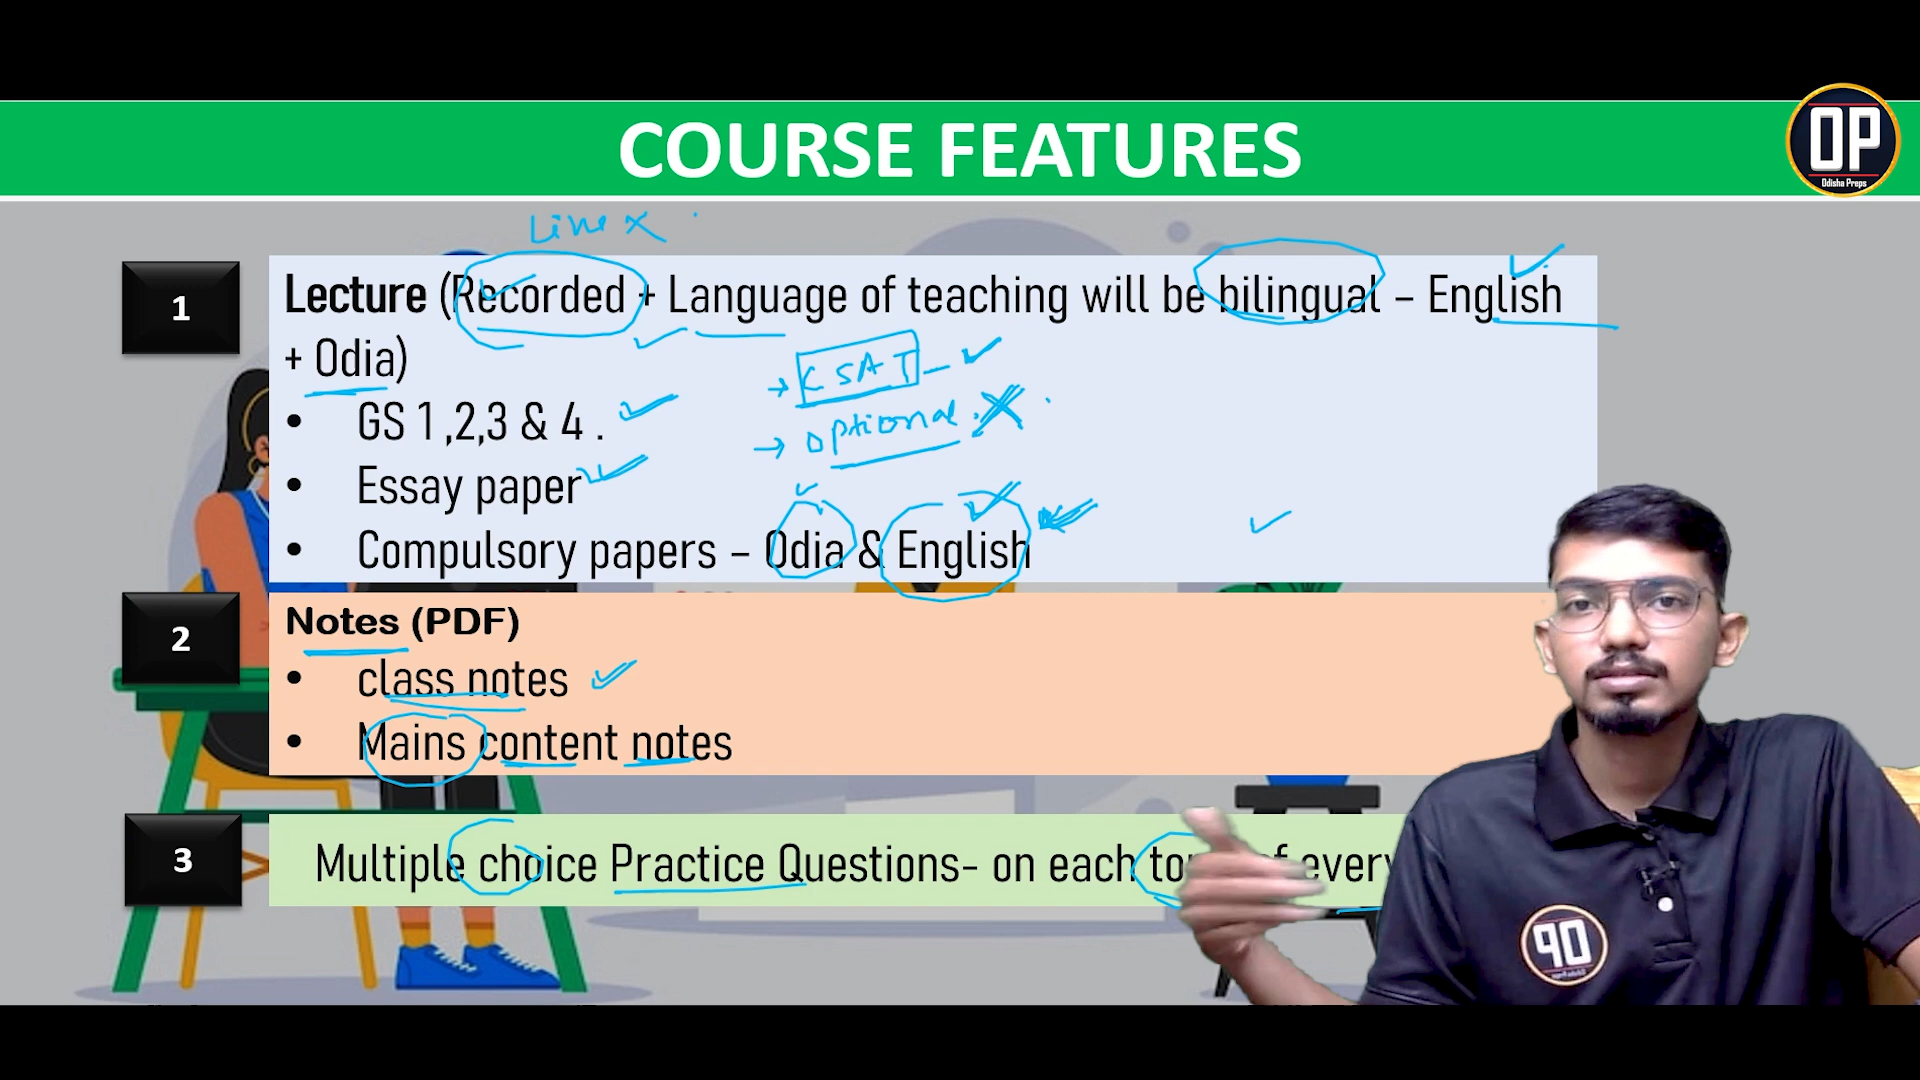 COURSE FEATURES
OP
Odisha Preps
Live x
1
Lecture (Recorded + Language of teaching will be bilingual – English
+ Odia)
→ CSAT – ✓
• GS 1 ,2,3 & 4 .
→ optional. X
• Essay paper
• Compulsory papers – Odia & English
2
Notes (PDF)
• class notes
• Mains content notes
3
Multiple choice Practice Questions- on each of every